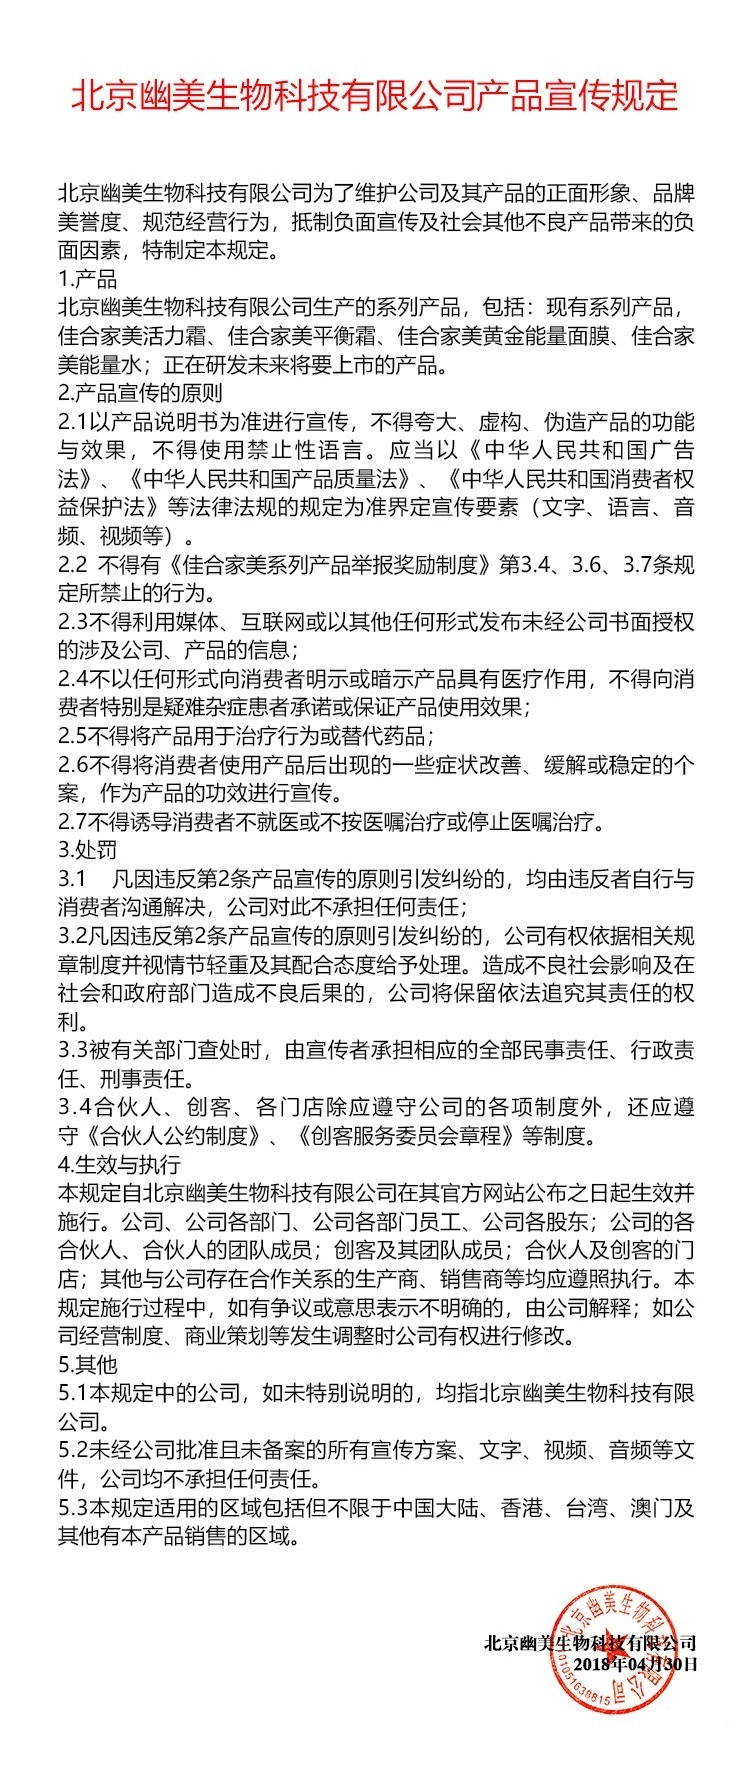 北京幽美生物科技有限公司产品宣传规定
北京幽美生物科技有限公司为了维护公司及其产品的正面形象、品牌
美誉度、规范经营行为，抵制负面宣传及社会其他不良产品带来的负
面因素，特制定本规定。
1.产品
北京幽美生物科技有限公司生产的系列产品，包括：现有系列产品，
佳合家美活力霜、佳合家美平衡霜、佳合家美黄金能量面膜、佳合家
美能量水；正在研发未来将要上市的产品。
2.产品宣传的原则
2.1以产品说明书为准进行宣传，不得夸大、虚构、伪造产品的功能
与效果，不得使用禁止性语言。应当以《中华人民共和国广告
法》、《中华人民共和国产品质量法》、《中华人民共和国消费者权
益保护法》等法律法规的规定为准界定宣传要素（文字、语言、音
频、视频等）。
2.2 不得有《佳合家美系列产品举报奖励制度》第3.4、3.6、3.7条规
定所禁止的行为。
2.3不得利用媒体、互联网或以其他任何形式发布未经公司书面授权
的涉及公司、产品的信息；
2.4不以任何形式向消费者明示或暗示产品具有医疗作用，不得向消
费者特别是疑难杂症患者承诺或保证产品使用效果；
2.5不得将产品用于治疗行为或替代药品；
2.6不得将消费者使用产品后出现的一些症状改善、缓解或稳定的个
案，作为产品的功效进行宣传。
2.7不得诱导消费者不就医或不按医嘱治疗或停止医嘱治疗。
3.处罚
3.1 凡因违反第2条产品宣传的原则引发纠纷的，均由违反者自行与
消费者沟通解决，公司对此不承担任何责任；
3.2凡因违反第2条产品宣传的原则引发纠纷的，公司有权依据相关规
章制度并视情节轻重及其配合态度给予处理。造成不良社会影响及在
社会和政府部门造成不良后果的，公司将保留依法追究其责任的权
利。
3.3被有关部门查处时，由宣传者承担相应的全部民事责任、行政责
任、刑事责任。
3.4合伙人、创客、各门店除应遵守公司的各项制度外，还应遵
守《合伙人公约制度》、《创客服务委员会章程》等制度。
4.生效与执行
本规定自北京幽美生物科技有限公司在其官方网站公布之日起生效并
施行。公司、公司各部门、公司各部门员工、公司各股东；公司的各
合伙人、合伙人的团队成员；创客及其团队成员；合伙人及创客的门
店；其他与公司存在合作关系的生产商、销售商等均应遵照执行。本
规定施行过程中，如有争议或意思表示不明确的，由公司解释；如公
司经营制度、商业策划等发生调整时公司有权进行修改。
5.其他
5.1本规定中的公司，如未特别说明的，均指北京幽美生物科技有限
公司。
5.2未经公司批准且未备案的所有宣传方案、文字、视频、音频等文
件，公司均不承担任何责任。
5.3本规定适用的区域包括但不限于中国大陆、香港、台湾、澳门及
其他有本产品销售的区域。
北京幽美生物科技有限公司
2018年04月30日
北京幽美生物科技有限公司